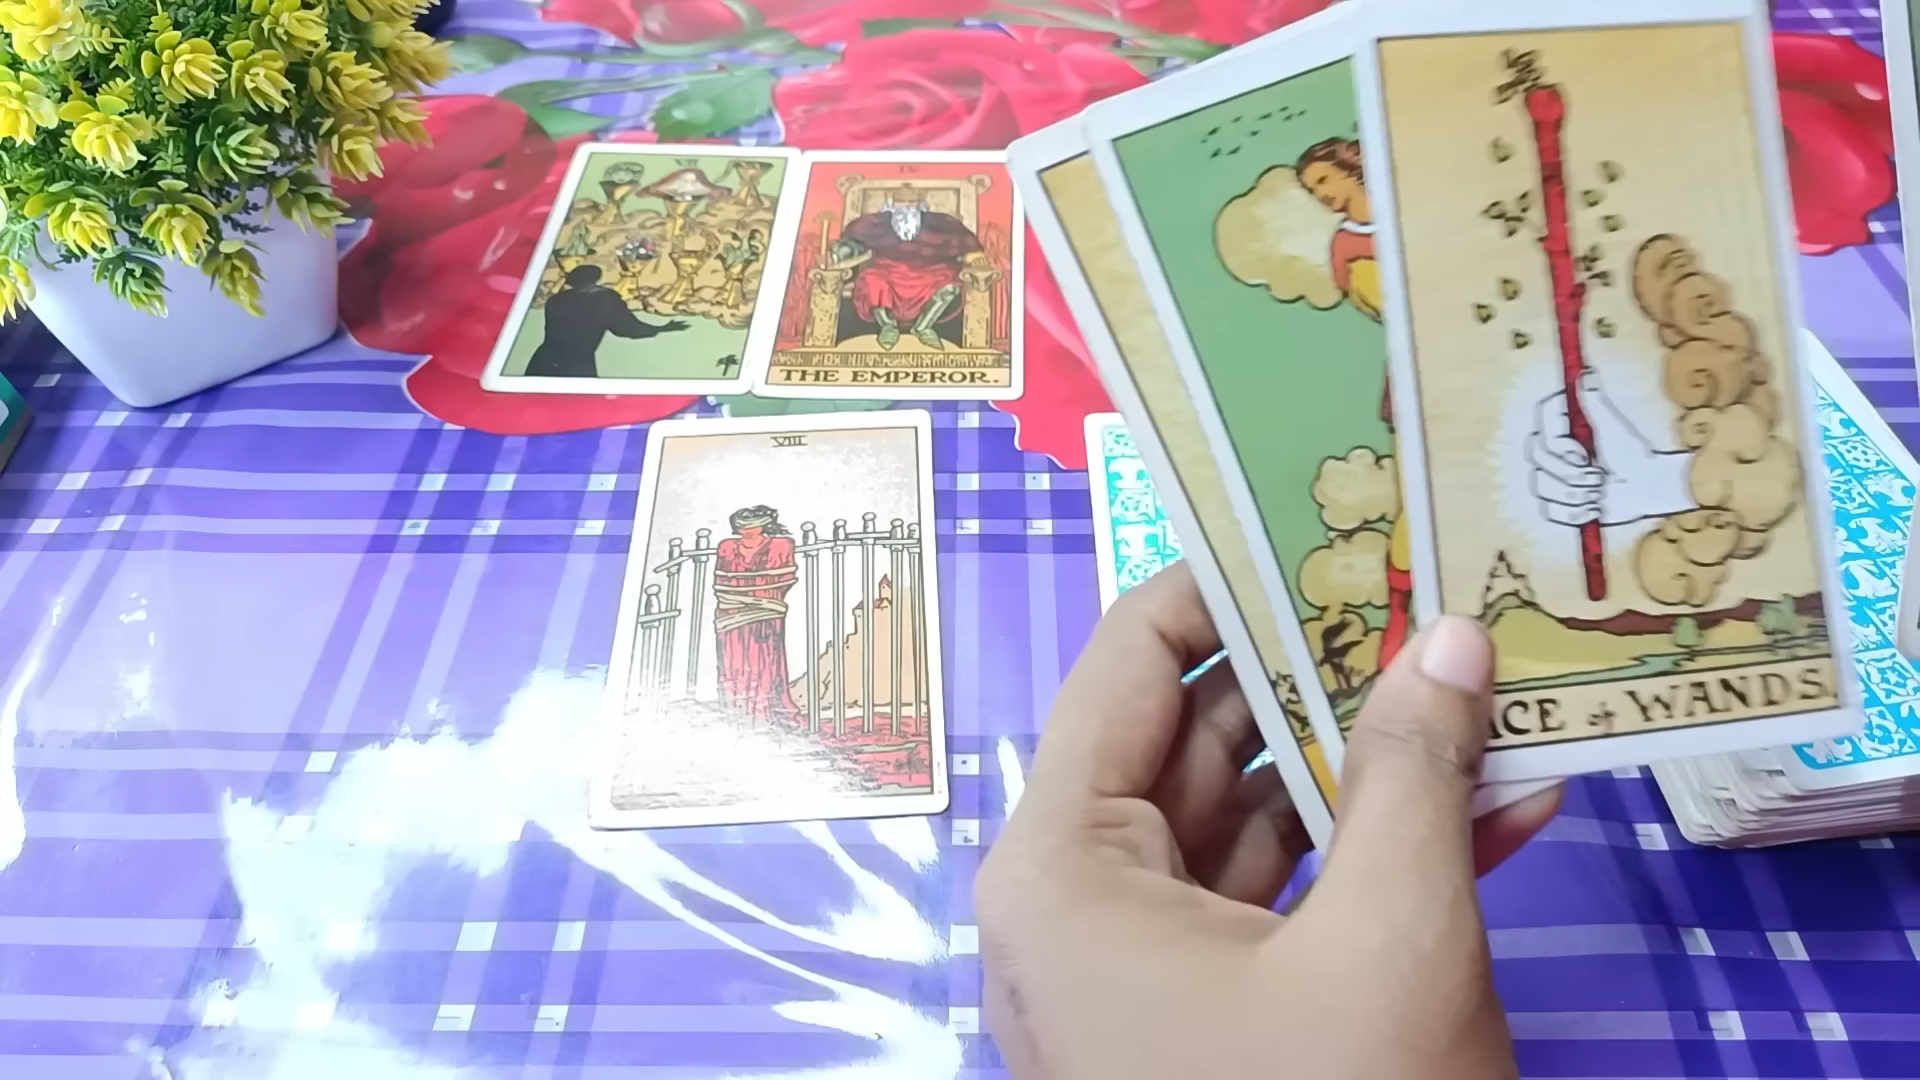 VII
IV
THE EMPEROR.
VIII
ACE of WANDS.